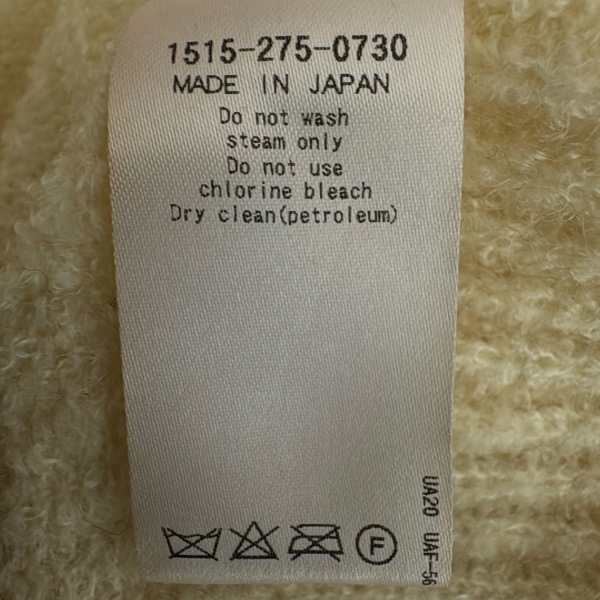 1515-275-0730
MADE IN JAPAN
Do not wash
steam only
Do not use
chlorine bleach
Dry clean(petroleum)
F
UA20 UAF-56